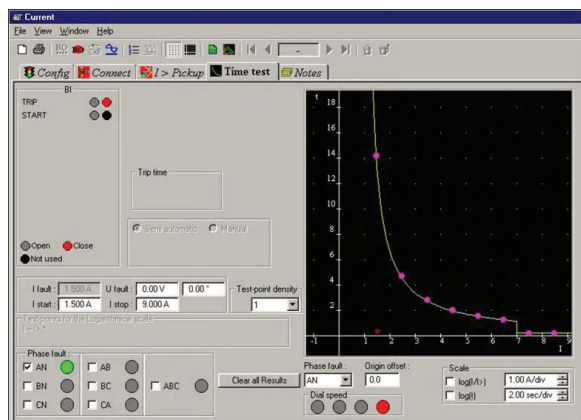 Current
File View Window Help
BO
-
Config Connect I > Pickup Time test Notes
BI
TRIP
START
Open Close
Not used
Trip time
Semi automatic Manual
I fault : 1.500 A U fault : 0.00 V 0.00 °
I start : 1.500 A I stop : 9.000 A
Test-point density
1
Test-points for the Logarithmical scale
Phase fault :
AN AB
BN BC ABC
CN CA
Clear all Results
t
18
16
14
12
10
8
6
4
2
-1 1 2 3 4 5 6 7 8 9
I
Phase fault : Origin offset :
AN 0.0
Dial speed
Scale
log(I/I>) 1.00 A/div
log(t) 2.00 sec/div